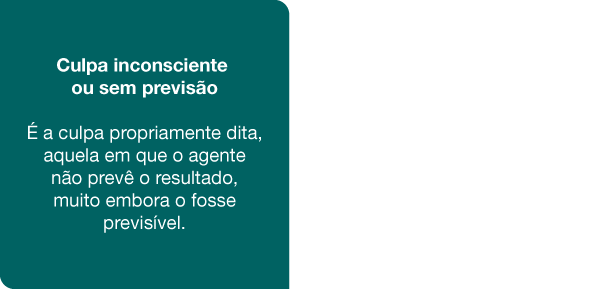 Culpa inconsciente
ou sem previsão
É a culpa propriamente dita,
aquela em que o agente
não prevê o resultado,
muito embora o fosse
previsível.